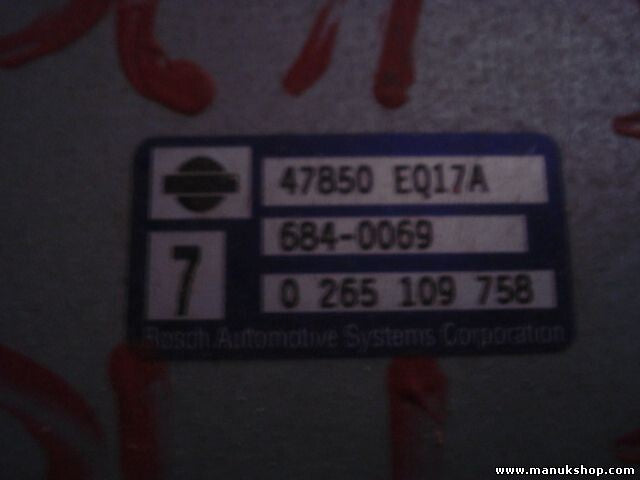 47850 EQ17A
684-0069
7
0 265 109 758
Bosch Automotive Systems Corporation
www.manukshop.com